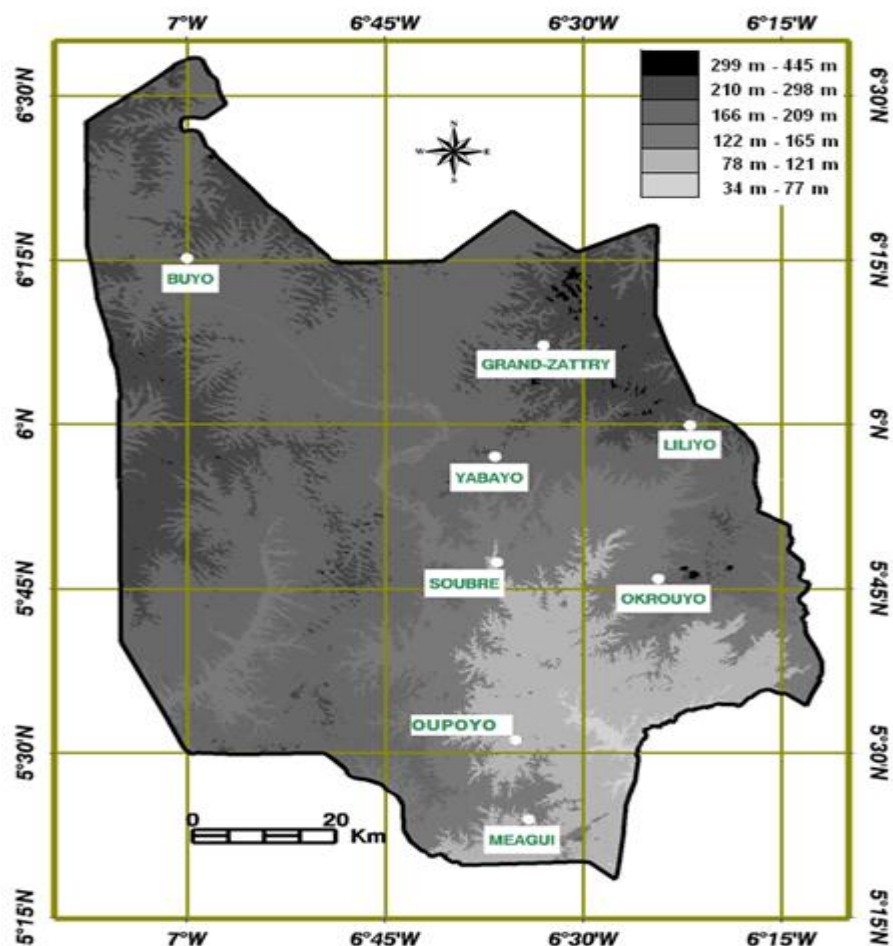 7°W 6°45'W 6°30'W 6°15'W
6°30'N 6°30'N
299 m - 445 m
210 m - 298 m
166 m - 209 m
122 m - 165 m
78 m - 121 m
34 m - 77 m
N
W E
S
6°15'N 6°15'N
BUYO
GRAND-ZATTRY
6°N 6°N
LILIYO
YABAYO
SOUBRE
5°45'N 5°45'N
OKROUYO
OUPOYO
5°30'N 5°30'N
0 20
Km
MEAGUI
5°15'N 5°15'N
7°W 6°45'W 6°30'W 6°15'W